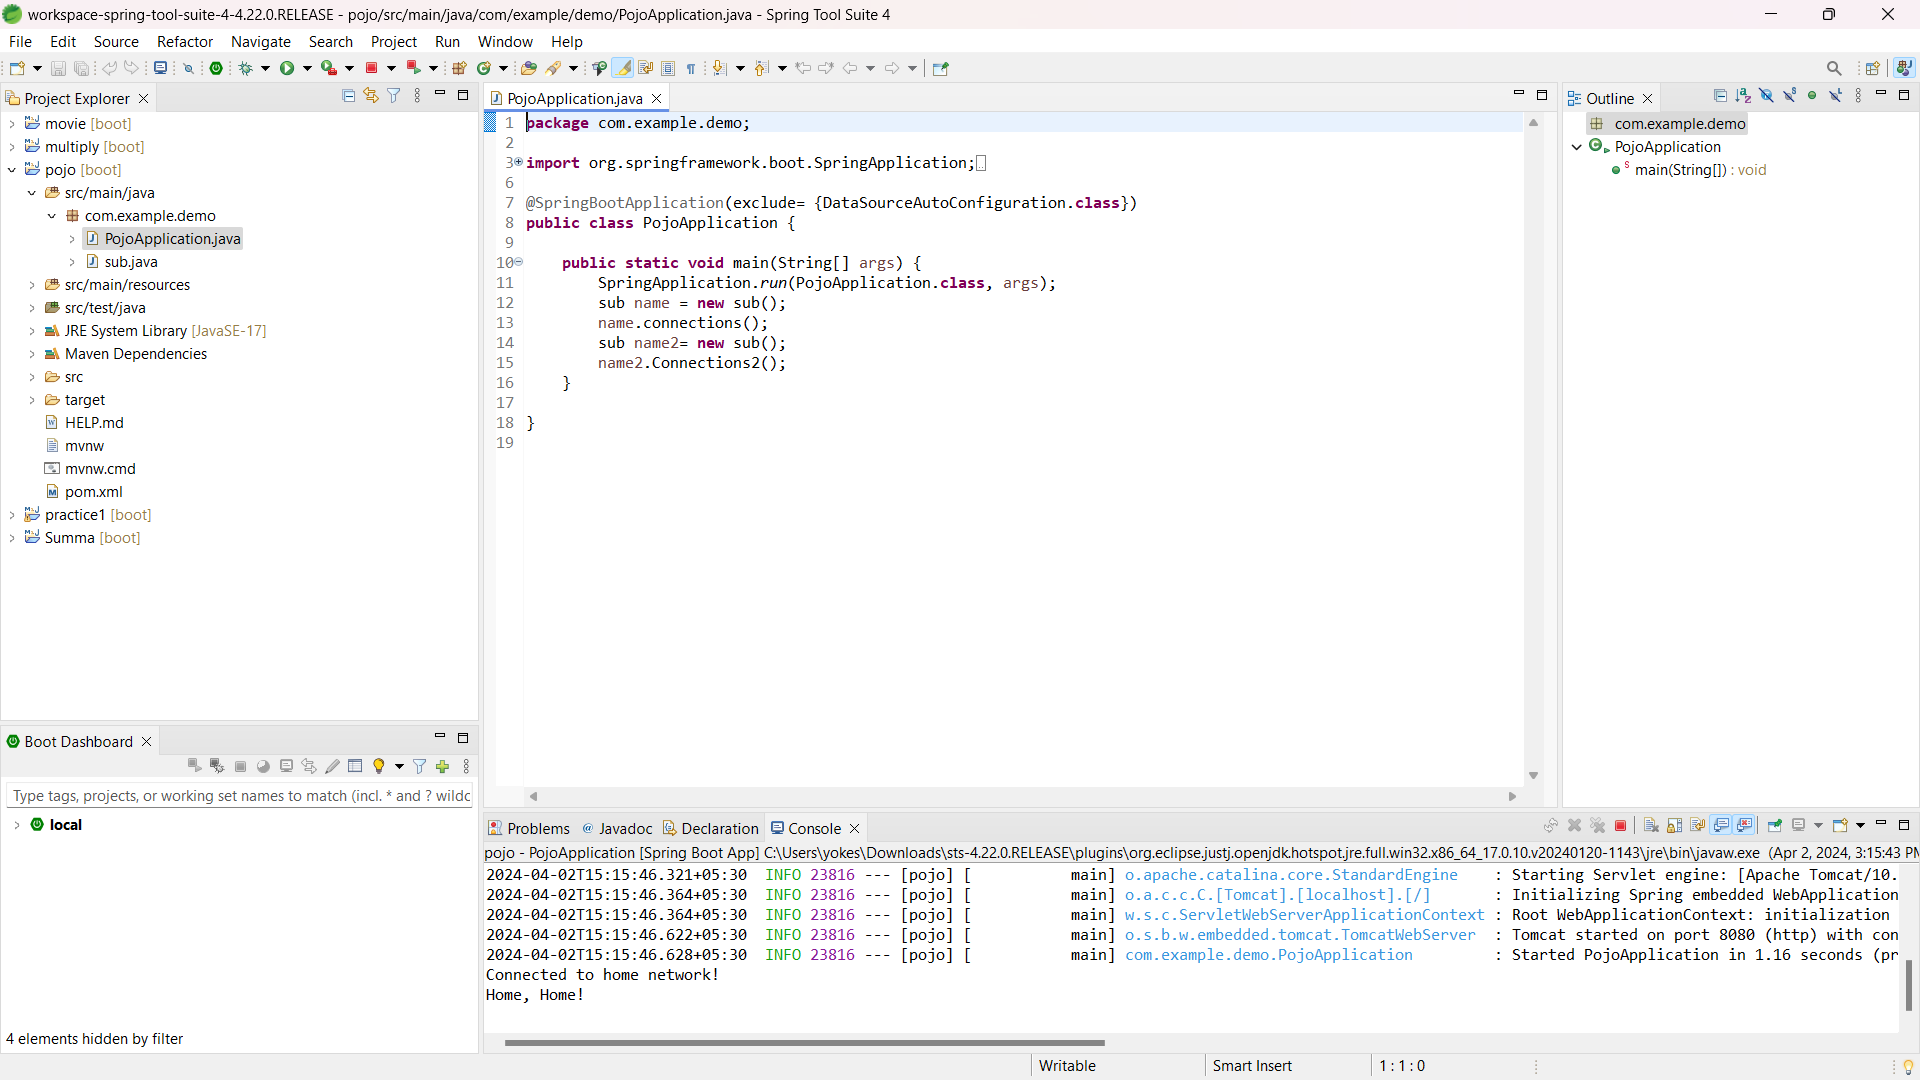 workspace-spring-tool-suite-4-4.22.0.RELEASE - pojo/src/main/java/com/example/demo/PojoApplication.java - Spring Tool Suite 4
File Edit Source Refactor Navigate Search Project Run Window Help
Project Explorer
movie [boot]
multiply [boot]
pojo [boot]
src/main/java
com.example.demo
PojoApplication.java
sub.java
src/main/resources
src/test/java
JRE System Library [JavaSE-17]
Maven Dependencies
src
target
HELP.md
mvnw
mvnw.cmd
pom.xml
practice1 [boot]
Summa [boot]
Boot Dashboard
Type tags, projects, or working set names to match (incl. * and ? wildc
local
4 elements hidden by filter
PojoApplication.java
1 package com.example.demo;
2
3 import org.springframework.boot.SpringApplication;
6
7 @SpringBootApplication(exclude= {DataSourceAutoConfiguration.class})
8 public class PojoApplication {
9
10 public static void main(String[] args) {
11 SpringApplication.run(PojoApplication.class, args);
12 sub name = new sub();
13 name.connections();
14 sub name2= new sub();
15 name2.Connections2();
16 }
17
18 }
19
Outline
com.example.demo
PojoApplication
main(String[]) : void
Problems Javadoc Declaration Console
pojo - PojoApplication [Spring Boot App] C:\Users\yokes\Downloads\sts-4.22.0.RELEASE\plugins\org.eclipse.justj.openjdk.hotspot.jre.full.win32.x86_64_17.0.10.v20240120-1143\jre\bin\javaw.exe (Apr 2, 2024, 3:15:43 PM
2024-04-02T15:15:46.321+05:30 INFO 23816 --- [pojo] [ main] o.apache.catalina.core.StandardEngine : Starting Servlet engine: [Apache Tomcat/10.
2024-04-02T15:15:46.364+05:30 INFO 23816 --- [pojo] [ main] o.a.c.c.C.[Tomcat].[localhost].[/] : Initializing Spring embedded WebApplication
2024-04-02T15:15:46.364+05:30 INFO 23816 --- [pojo] [ main] w.s.c.ServletWebServerApplicationContext : Root WebApplicationContext: initialization
2024-04-02T15:15:46.622+05:30 INFO 23816 --- [pojo] [ main] o.s.b.w.embedded.tomcat.TomcatWebServer : Tomcat started on port 8080 (http) with con
2024-04-02T15:15:46.628+05:30 INFO 23816 --- [pojo] [ main] com.example.demo.PojoApplication : Started PojoApplication in 1.16 seconds (pr
Connected to home network!
Home, Home!
Writable Smart Insert 1 : 1 : 0